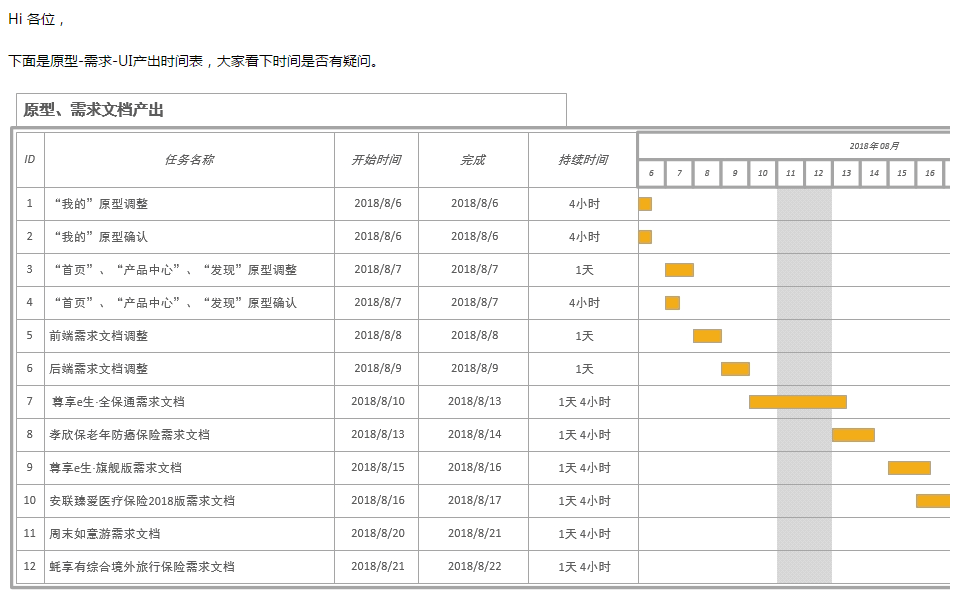 Hi 各位，
下面是原型-需求-UI产出时间表，大家看下时间是否有疑问。
原型、需求文档产出
ID 任务名称 开始时间 完成 持续时间 2018年 08月
6 7 8 9 10 11 12 13 14 15 16
1 “我的”原型调整 2018/8/6 2018/8/6 4小时
2 “我的”原型确认 2018/8/6 2018/8/6 4小时
3 “首页”、“产品中心”、“发现”原型调整 2018/8/7 2018/8/7 1天
4 “首页”、“产品中心”、“发现”原型确认 2018/8/7 2018/8/7 4小时
5 前端需求文档调整 2018/8/8 2018/8/8 1天
6 后端需求文档调整 2018/8/9 2018/8/9 1天
7 尊享e生·全保通需求文档 2018/8/10 2018/8/13 1天 4小时
8 孝欣保老年防癌保险需求文档 2018/8/13 2018/8/14 1天 4小时
9 尊享e生·旗舰版需求文档 2018/8/15 2018/8/16 1天 4小时
10 安联臻爱医疗保险2018版需求文档 2018/8/16 2018/8/17 1天 4小时
11 周末如意游需求文档 2018/8/20 2018/8/21 1天 4小时
12 蚝享有综合境外旅行保险需求文档 2018/8/21 2018/8/22 1天 4小时